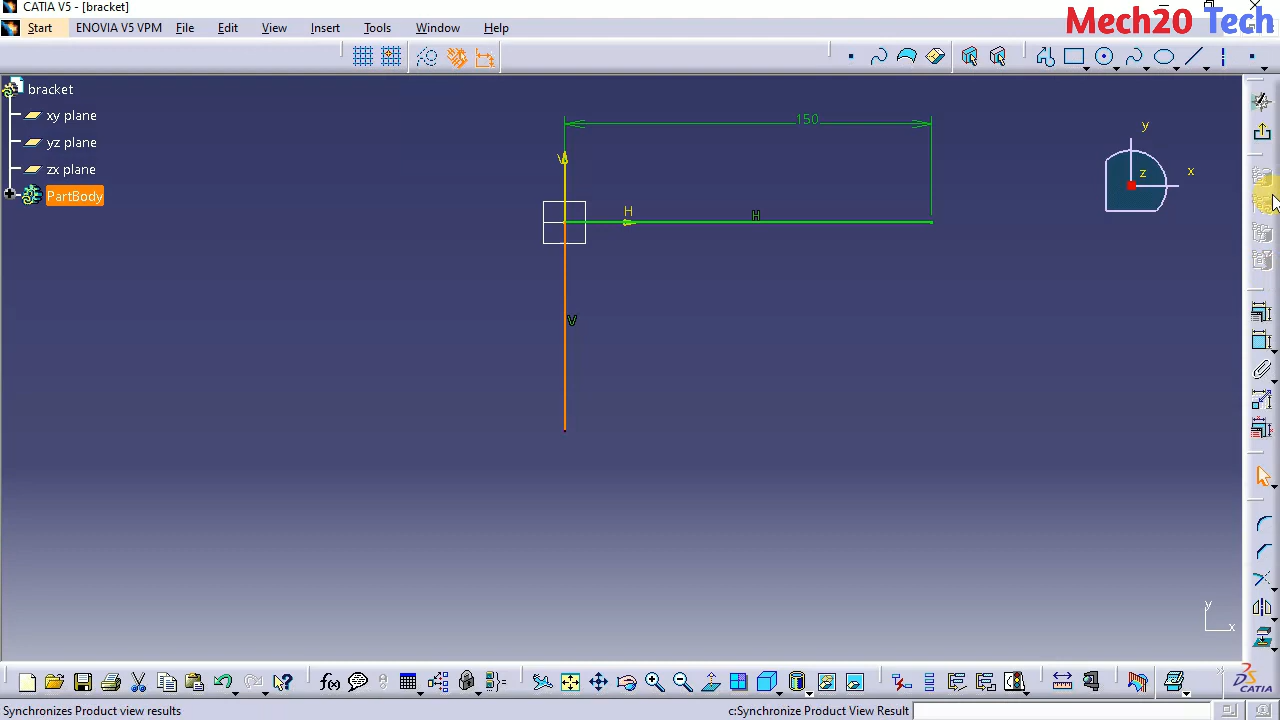 CATIA V5 - [bracket]
Mech20 Tech
Start ENOVIA V5 VPM File Edit View Insert Tools Window Help
bracket
xy plane
yz plane
zx plane
PartBody
150
V
H
H
V
y
z
x
y
x
f(x)
CATIA
Synchronizes Product view results
c:Synchronize Product View Result